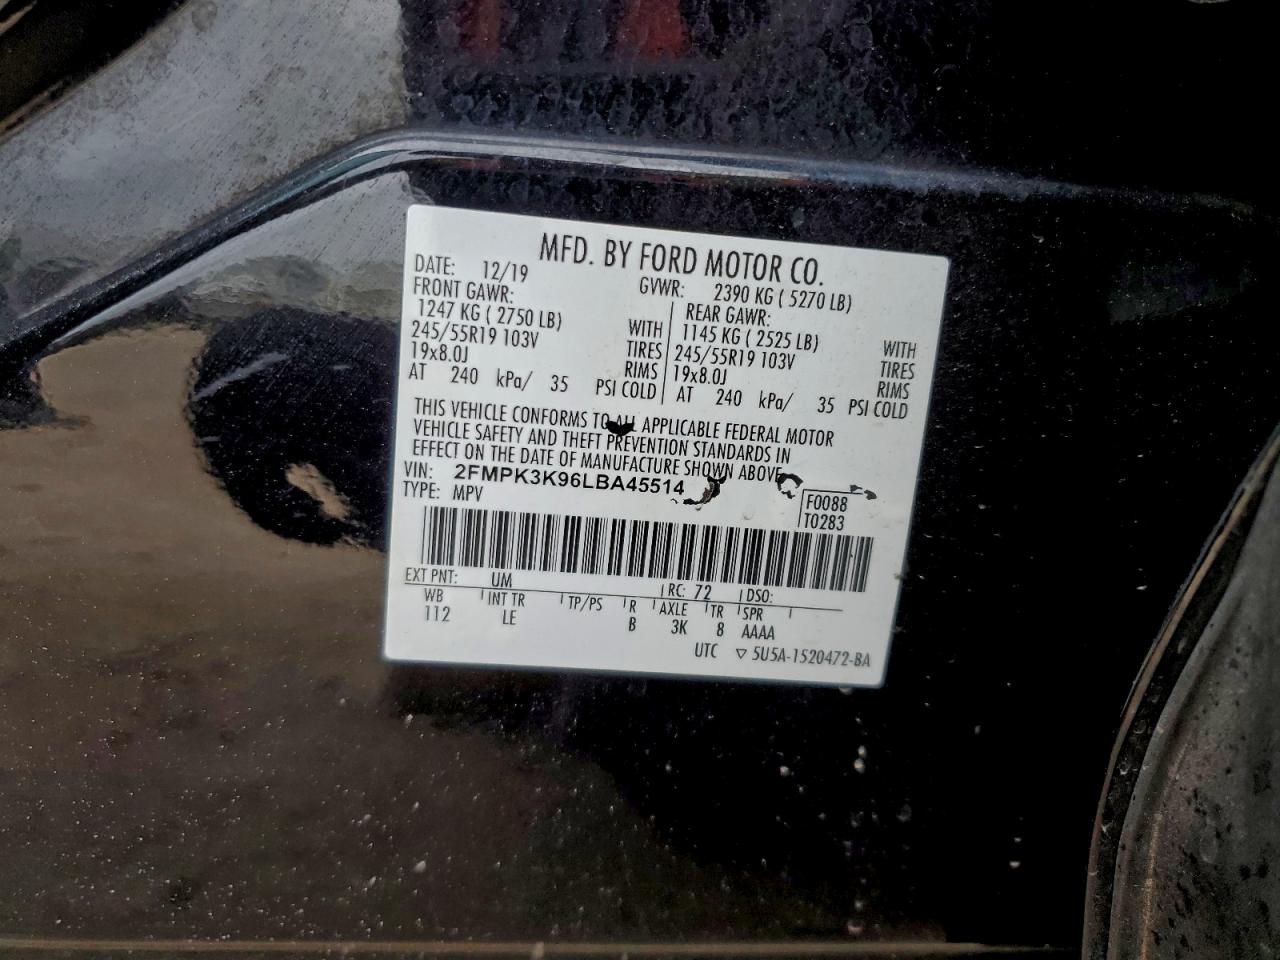 MFD. BY FORD MOTOR CO.
DATE: 12/19 GVWR: 2390 KG ( 5270 LB)
FRONT GAWR: REAR GAWR:
1247 KG ( 2750 LB) WITH 1145 KG ( 2525 LB) WITH
245/55R19 103V TIRES 245/55R19 103V TIRES
19x8.0J RIMS 19x8.0J RIMS
AT 240 kPa/ 35 PSI COLD AT 240 kPa/ 35 PSI COLD
THIS VEHICLE CONFORMS TO ALL APPLICABLE FEDERAL MOTOR
VEHICLE SAFETY AND THEFT PREVENTION STANDARDS IN
EFFECT ON THE DATE OF MANUFACTURE SHOWN ABOVE
VIN: 2FMPK3K96LBA45514
TYPE: MPV
F0088
T0283
EXT PNT: UM RC: 72 DSO:
WB INT TR TP/PS R AXLE TR SPR
112 LE B 3K 8 AAAA
UTC ▽ 5U5A-1520472-BA